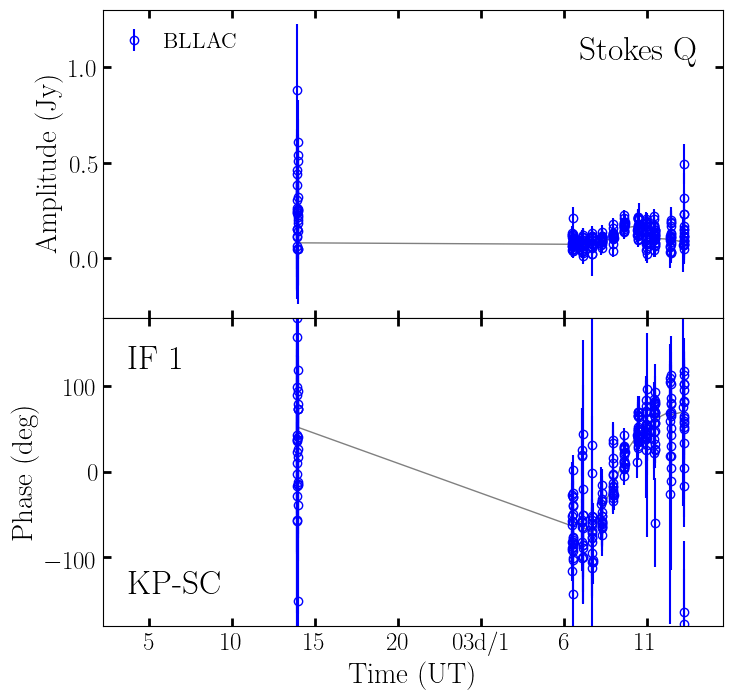 BLLAC
Stokes Q
1.0
0.5
0.0
Amplitude (Jy)
IF 1
100
0
−100
Phase (deg)
KP-SC
5 10 15 20 03d/1 6 11
Time (UT)